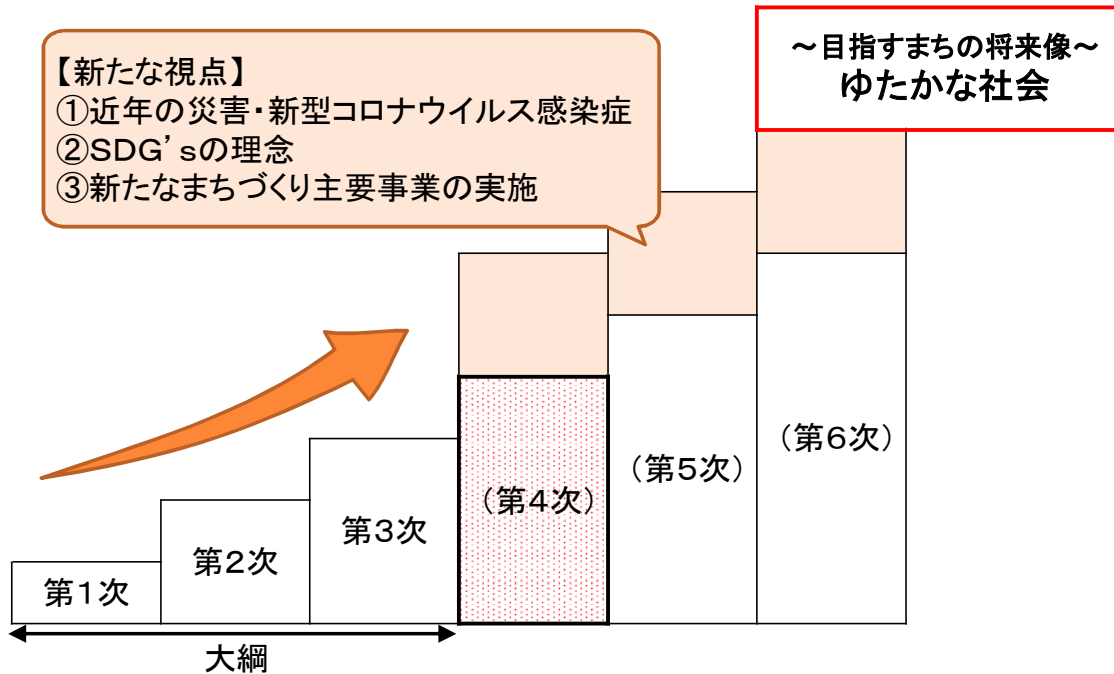 【新たな視点】
①近年の災害・新型コロナウイルス感染症
②SDG’sの理念
③新たなまちづくり主要事業の実施
～目指すまちの将来像～
ゆたかな社会
第1次
第2次
第3次
（第4次）
（第5次）
（第6次）
大綱